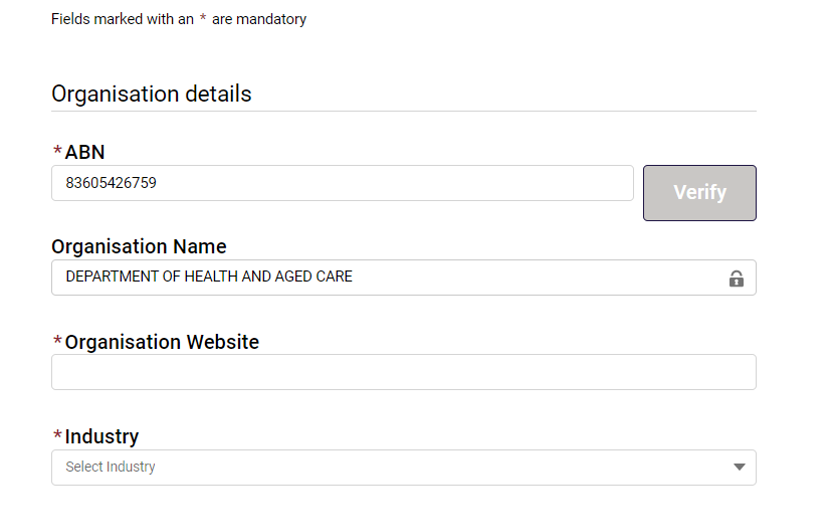 Fields marked with an * are mandatory
Organisation details
*ABN
83605426759
Verify
Organisation Name
DEPARTMENT OF HEALTH AND AGED CARE
*Organisation Website
*Industry
Select Industry